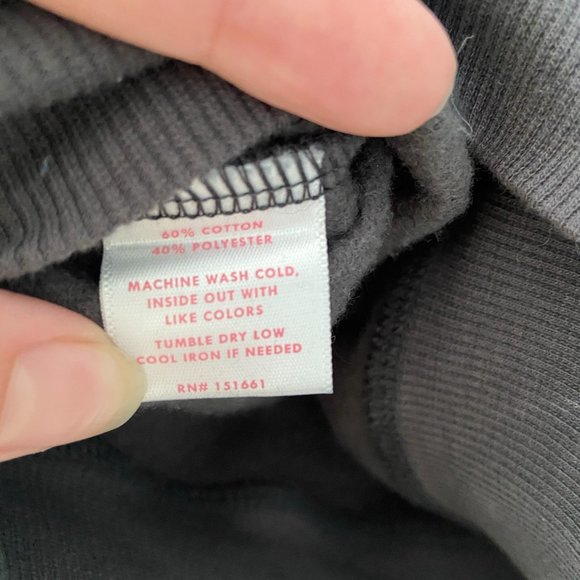 60% COTTON
40% POLYESTER
MACHINE WASH COLD,
INSIDE OUT WITH
LIKE COLORS
TUMBLE DRY LOW
COOL IRON IF NEEDED
RN# 151661